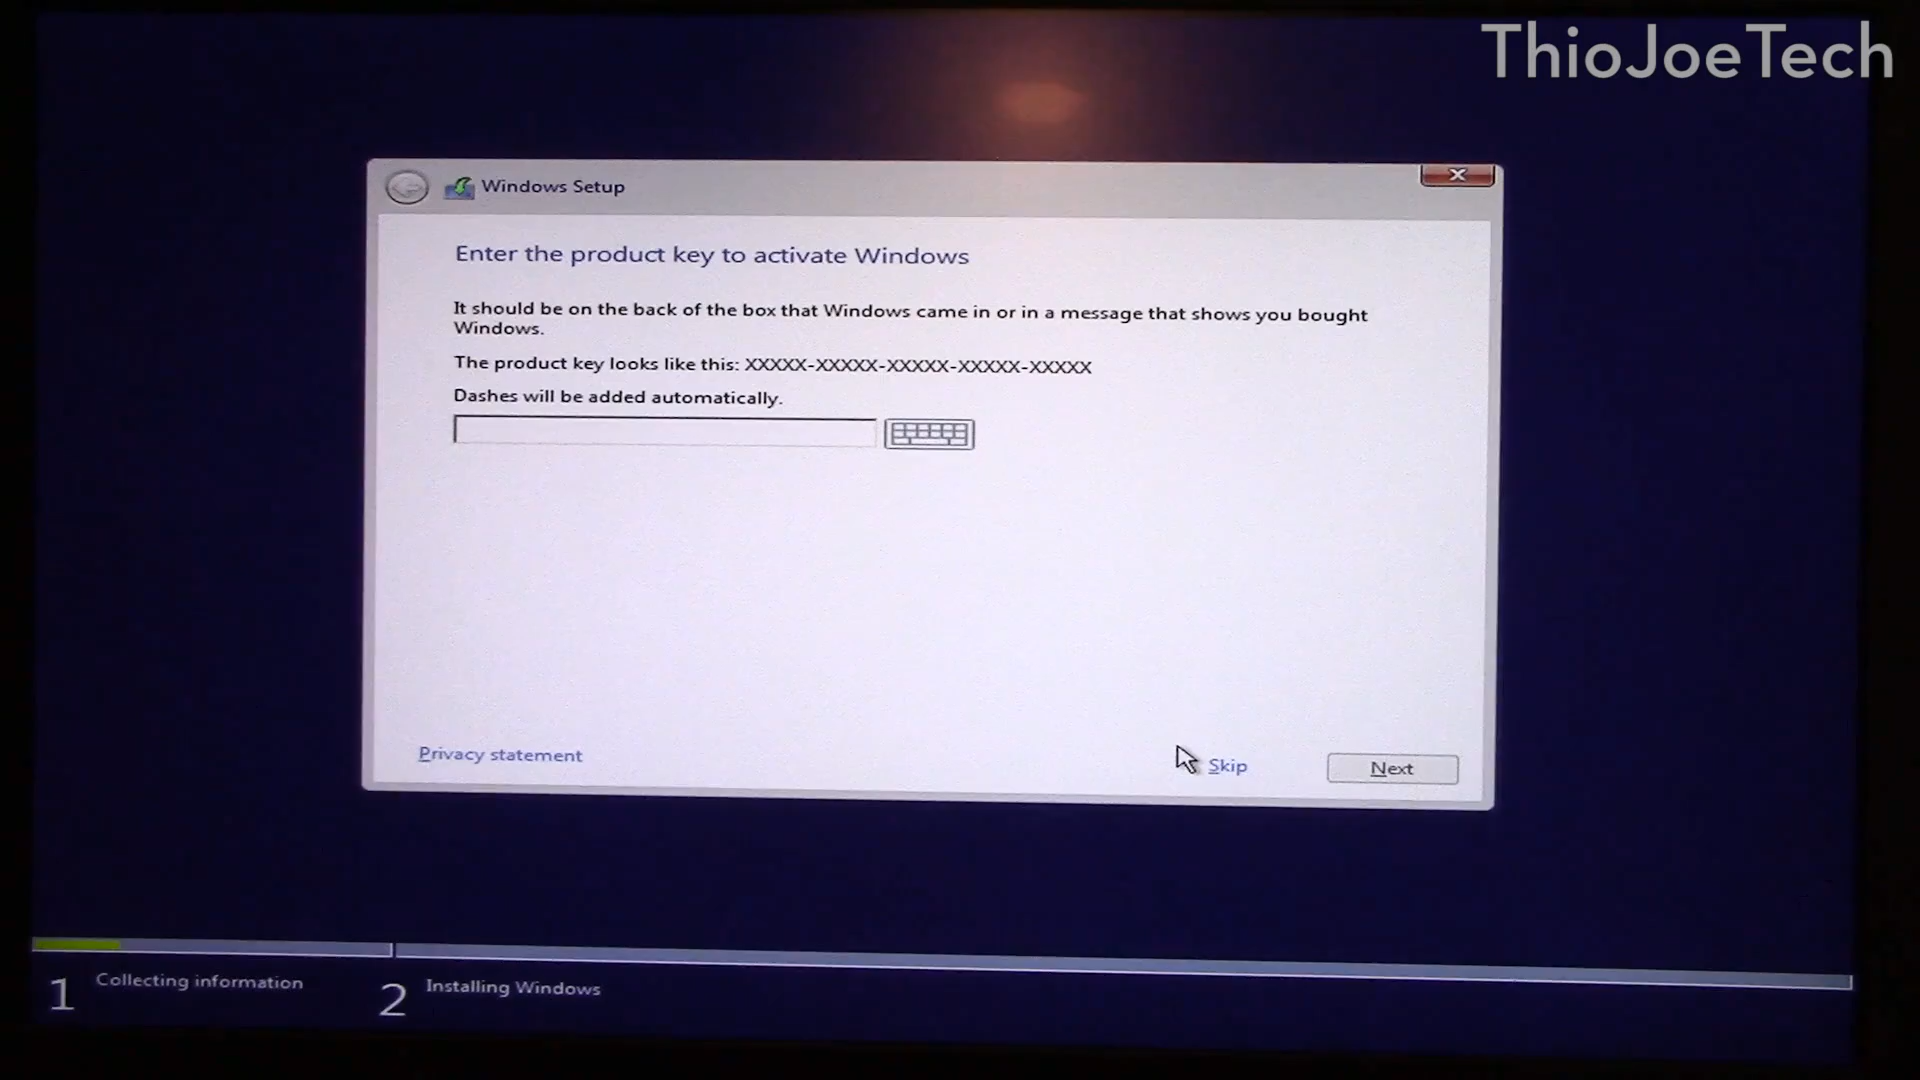 ThioJoeTech
Windows Setup
Enter the product key to activate Windows
It should be on the back of the box that Windows came in or in a message that shows you bought
Windows.
The product key looks like this: XXXXX-XXXXX-XXXXX-XXXXX-XXXXX
Dashes will be added automatically.
Privacy statement
Skip
Next
1 Collecting information
2 Installing Windows